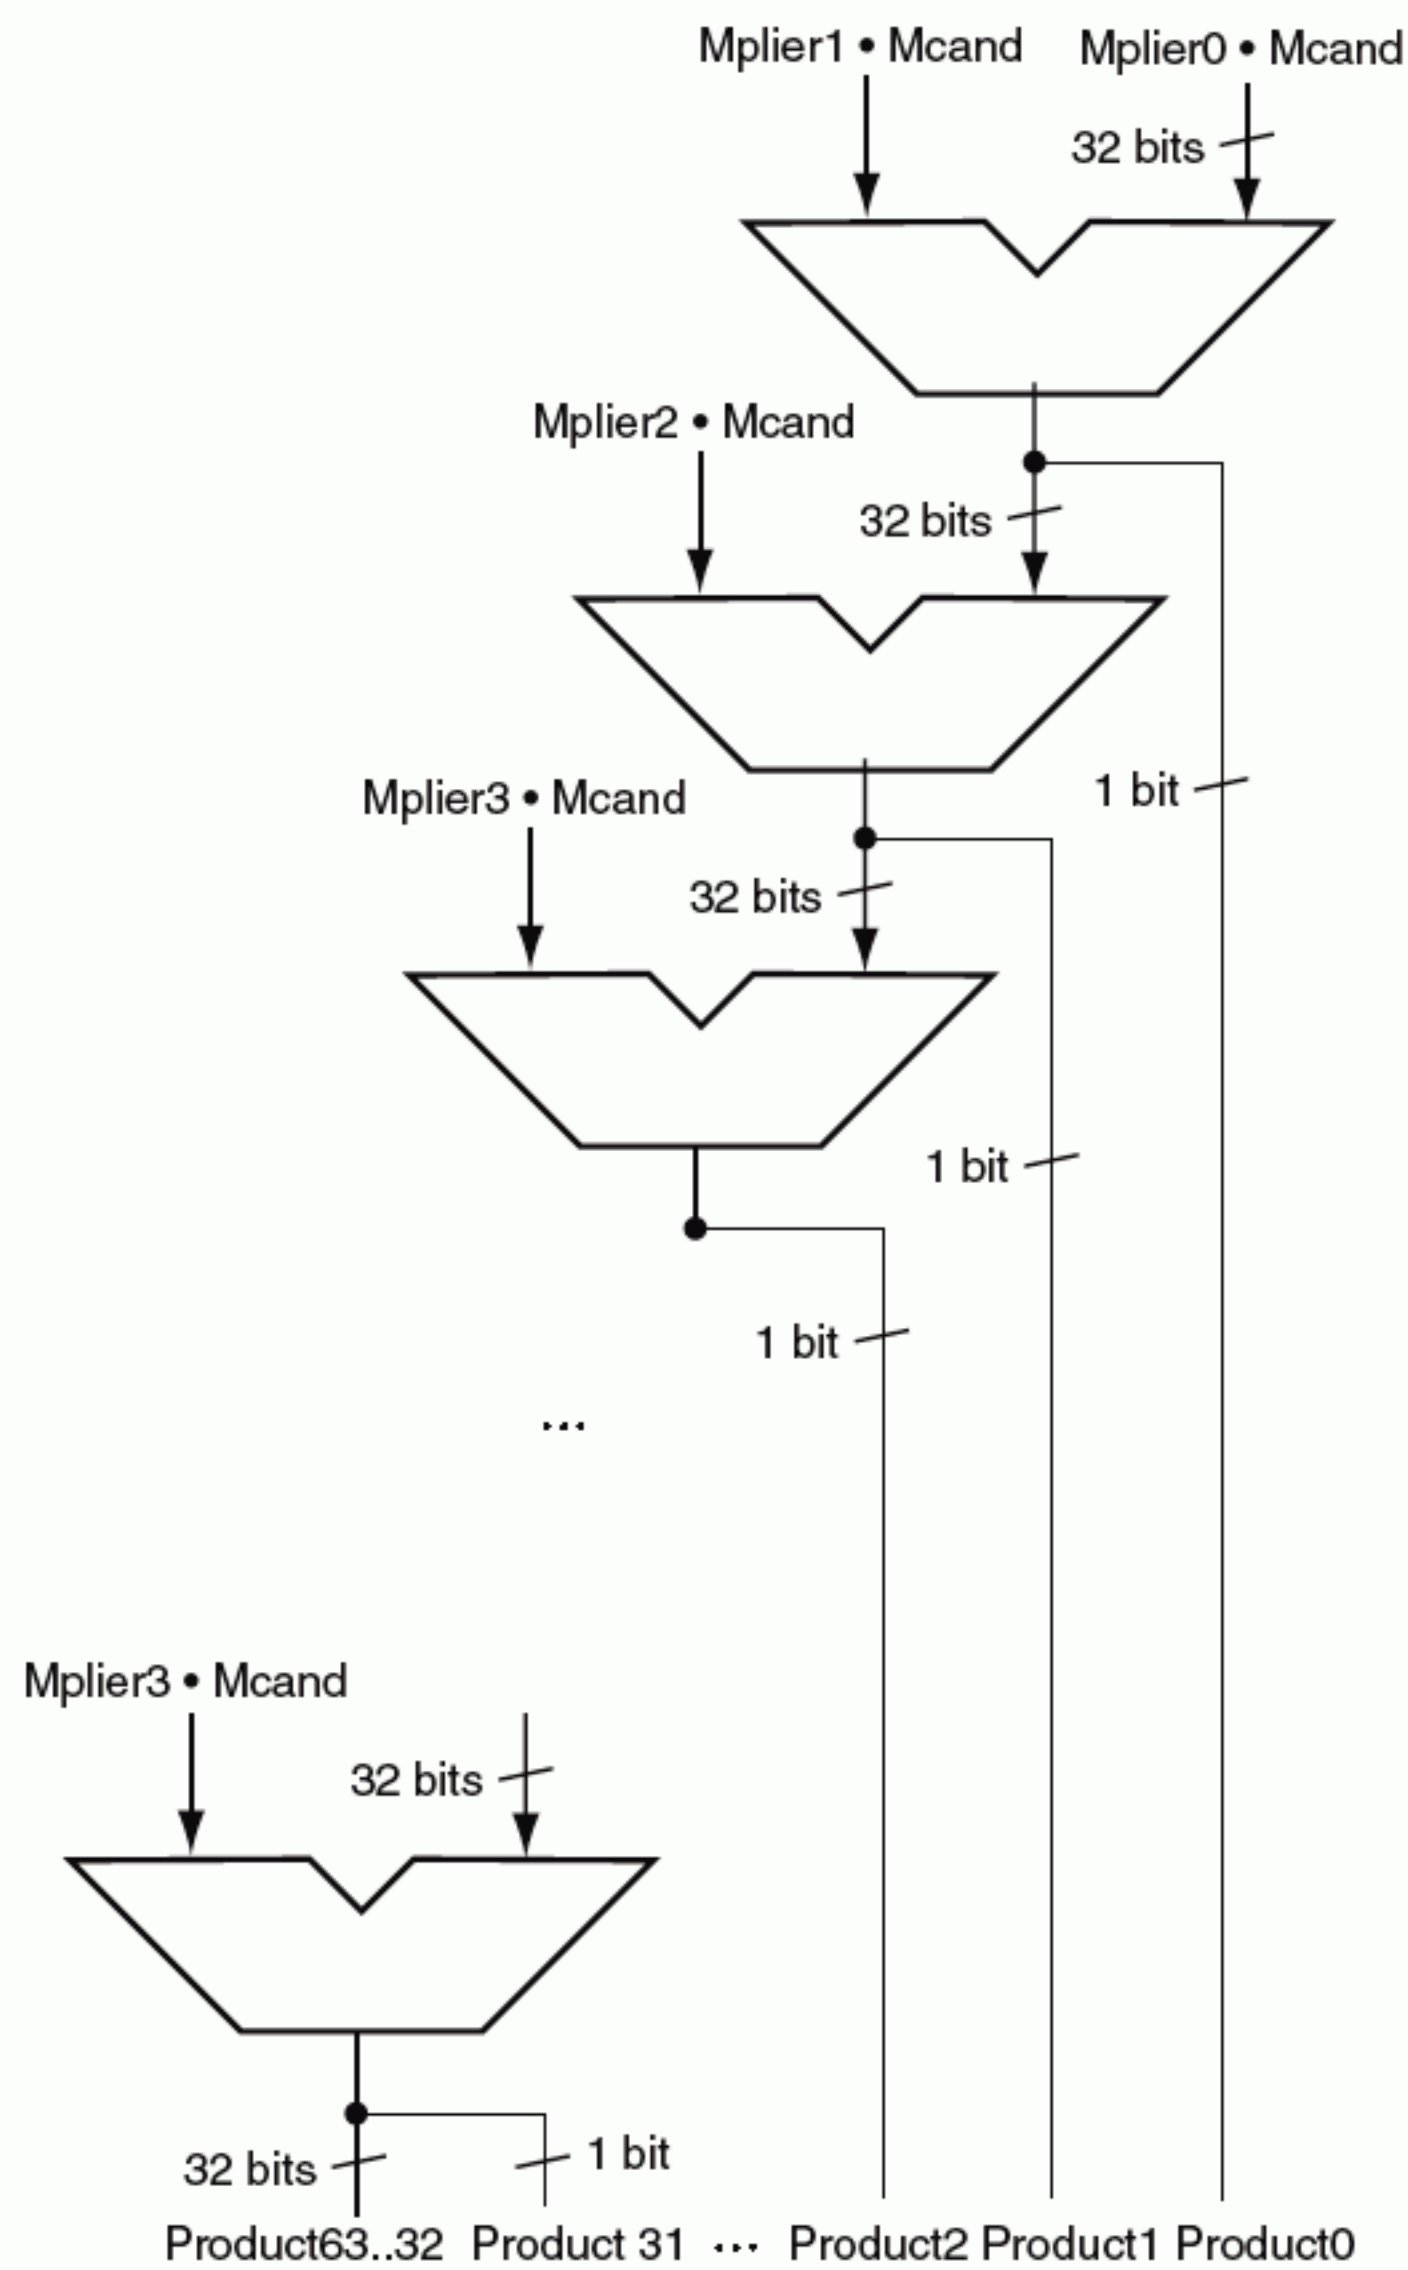 Mplier1 • Mcand Mplier0 • Mcand
32 bits
Mplier2 • Mcand
32 bits
1 bit
Mplier3 • Mcand
32 bits
1 bit
1 bit
...
Mplier3 • Mcand
32 bits
32 bits 1 bit
Product63..32 Product 31 ... Product2 Product1 Product0